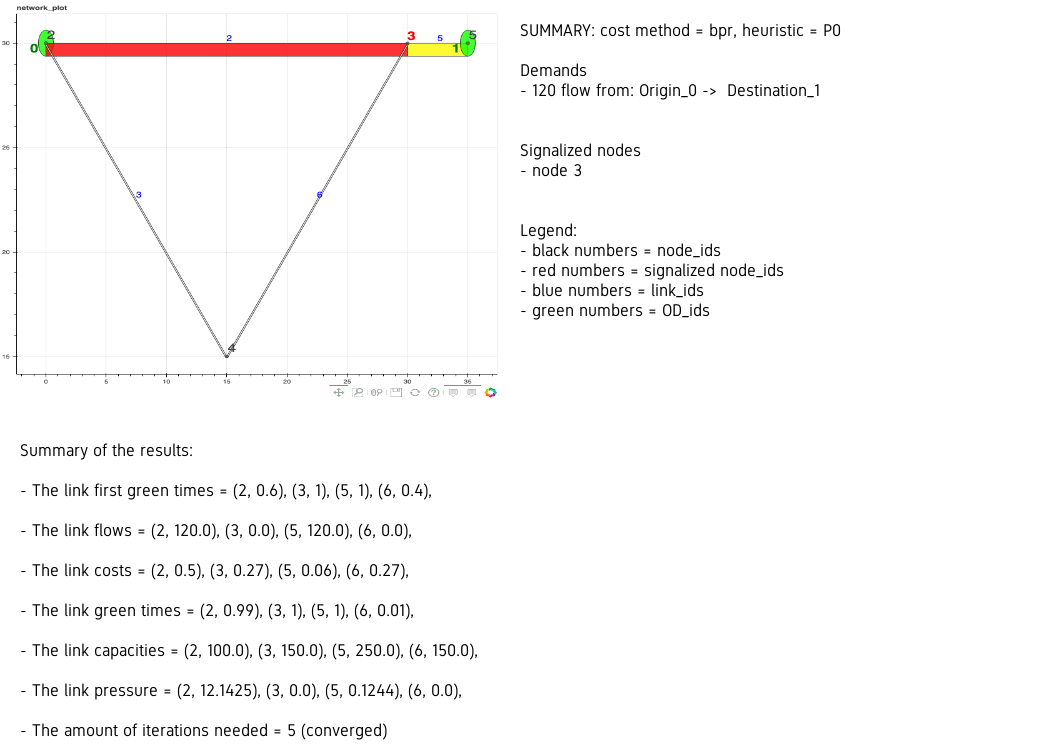 network_plot
SUMMARY: cost method = bpr, heuristic = P0
Demands
- 120 flow from: Origin_0 -> Destination_1
Signalized nodes
- node 3
Legend:
- black numbers = node_ids
- red numbers = signalized node_ids
- blue numbers = link_ids
- green numbers = OD_ids
2
0
2
3
5
5
1
3
6
4
30
25
20
15
0
5
10
15
20
25
30
35
Summary of the results:
- The link first green times = (2, 0.6), (3, 1), (5, 1), (6, 0.4),
- The link flows = (2, 120.0), (3, 0.0), (5, 120.0), (6, 0.0),
- The link costs = (2, 0.5), (3, 0.27), (5, 0.06), (6, 0.27),
- The link green times = (2, 0.99), (3, 1), (5, 1), (6, 0.01),
- The link capacities = (2, 100.0), (3, 150.0), (5, 250.0), (6, 150.0),
- The link pressure = (2, 12.1425), (3, 0.0), (5, 0.1244), (6, 0.0),
- The amount of iterations needed = 5 (converged)